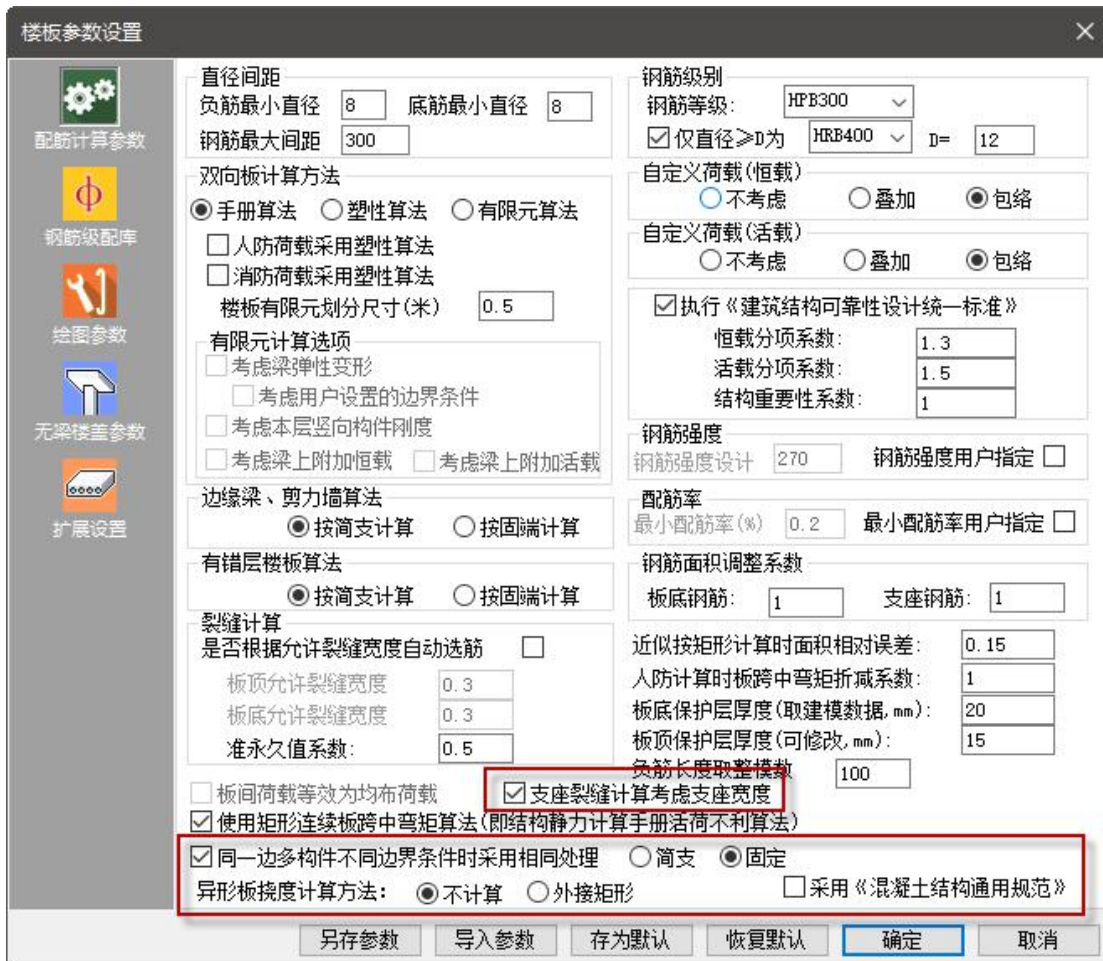 楼板参数设置
配筋计算参数
钢筋级配库
绘图参数
无梁楼盖参数
扩展设置
直径间距
负筋最小直径 8 底筋最小直径 8
钢筋最大间距 300
双向板计算方法
手册算法 塑性算法 有限元算法
人防荷载采用塑性算法
消防荷载采用塑性算法
楼板有限元划分尺寸(米) 0.5
有限元计算选项
考虑梁弹性变形
考虑用户设置的边界条件
考虑本层竖向构件刚度
考虑梁上附加恒载 考虑梁上附加活载
边缘梁、剪力墙算法
按简支计算 按固端计算
有错层楼板算法
按简支计算 按固端计算
裂缝计算
是否根据允许裂缝宽度自动选筋
板顶允许裂缝宽度 0.3
板底允许裂缝宽度 0.3
准永久值系数: 0.5
钢筋级别
钢筋等级: HPB300
仅直径≥D为 HRB400 D= 12
自定义荷载(恒载)
不考虑 叠加 包络
自定义荷载(活载)
不考虑 叠加 包络
执行《建筑结构可靠性设计统一标准》
恒载分项系数: 1.3
活载分项系数: 1.5
结构重要性系数: 1
钢筋强度
钢筋强度设计 270 钢筋强度用户指定
配筋率
最小配筋率(%) 0.2 最小配筋率用户指定
钢筋面积调整系数
板底钢筋: 1 支座钢筋: 1
近似按矩形计算时面积相对误差: 0.15
人防计算时板跨中弯矩折减系数: 1
板底保护层厚度(取建模数据,mm): 20
板顶保护层厚度(可修改,mm): 15
负筋长度取整模数 100
板间荷载等效为均布荷载 支座裂缝计算考虑支座宽度
使用矩形连续板跨中弯矩算法(即结构静力计算手册活荷不利算法)
同一边多构件不同边界条件时采用相同处理 简支 固定
异形板挠度计算方法: 不计算 外接矩形 采用《混凝土结构通用规范》
另存参数 导入参数 存为默认 恢复默认 确定 取消